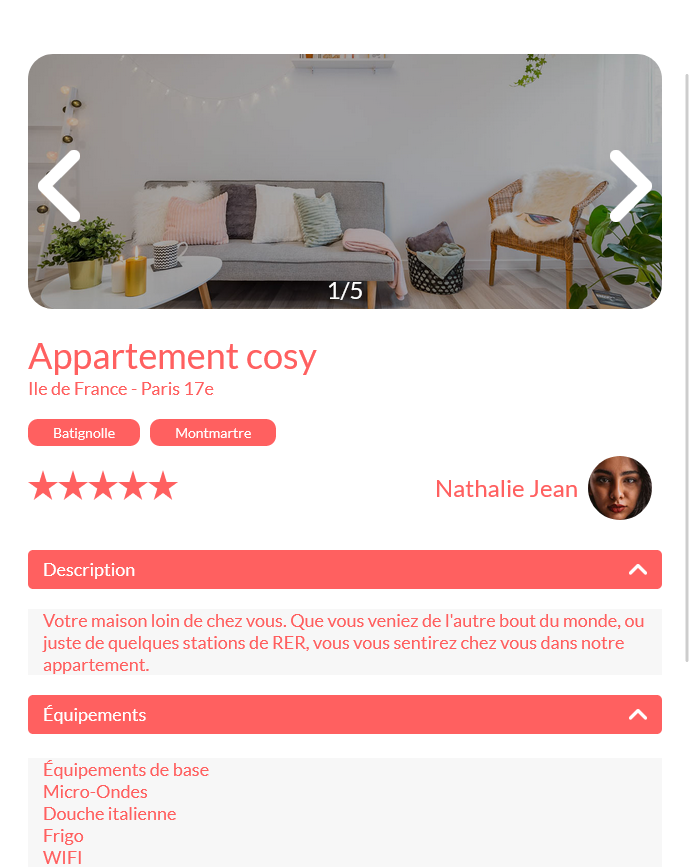 1/5
Appartement cosy
Ile de France - Paris 17e
Batignolle
Montmartre
Nathalie Jean
Description
Votre maison loin de chez vous. Que vous veniez de l'autre bout du monde, ou
juste de quelques stations de RER, vous vous sentirez chez vous dans notre
appartement.
Équipements
Équipements de base
Micro-Ondes
Douche italienne
Frigo
WIFI